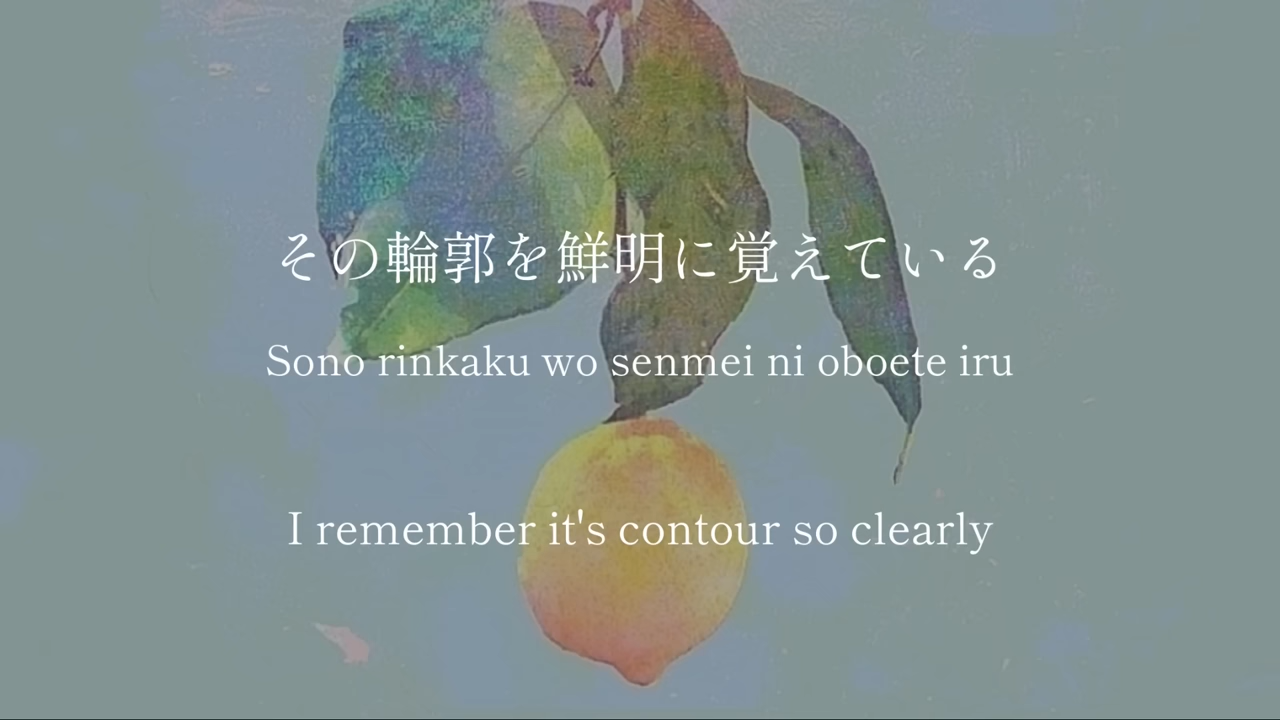 その輪郭を鮮明に覚えている
Sono rinkaku wo senmei ni oboete iru
I remember it's contour so clearly